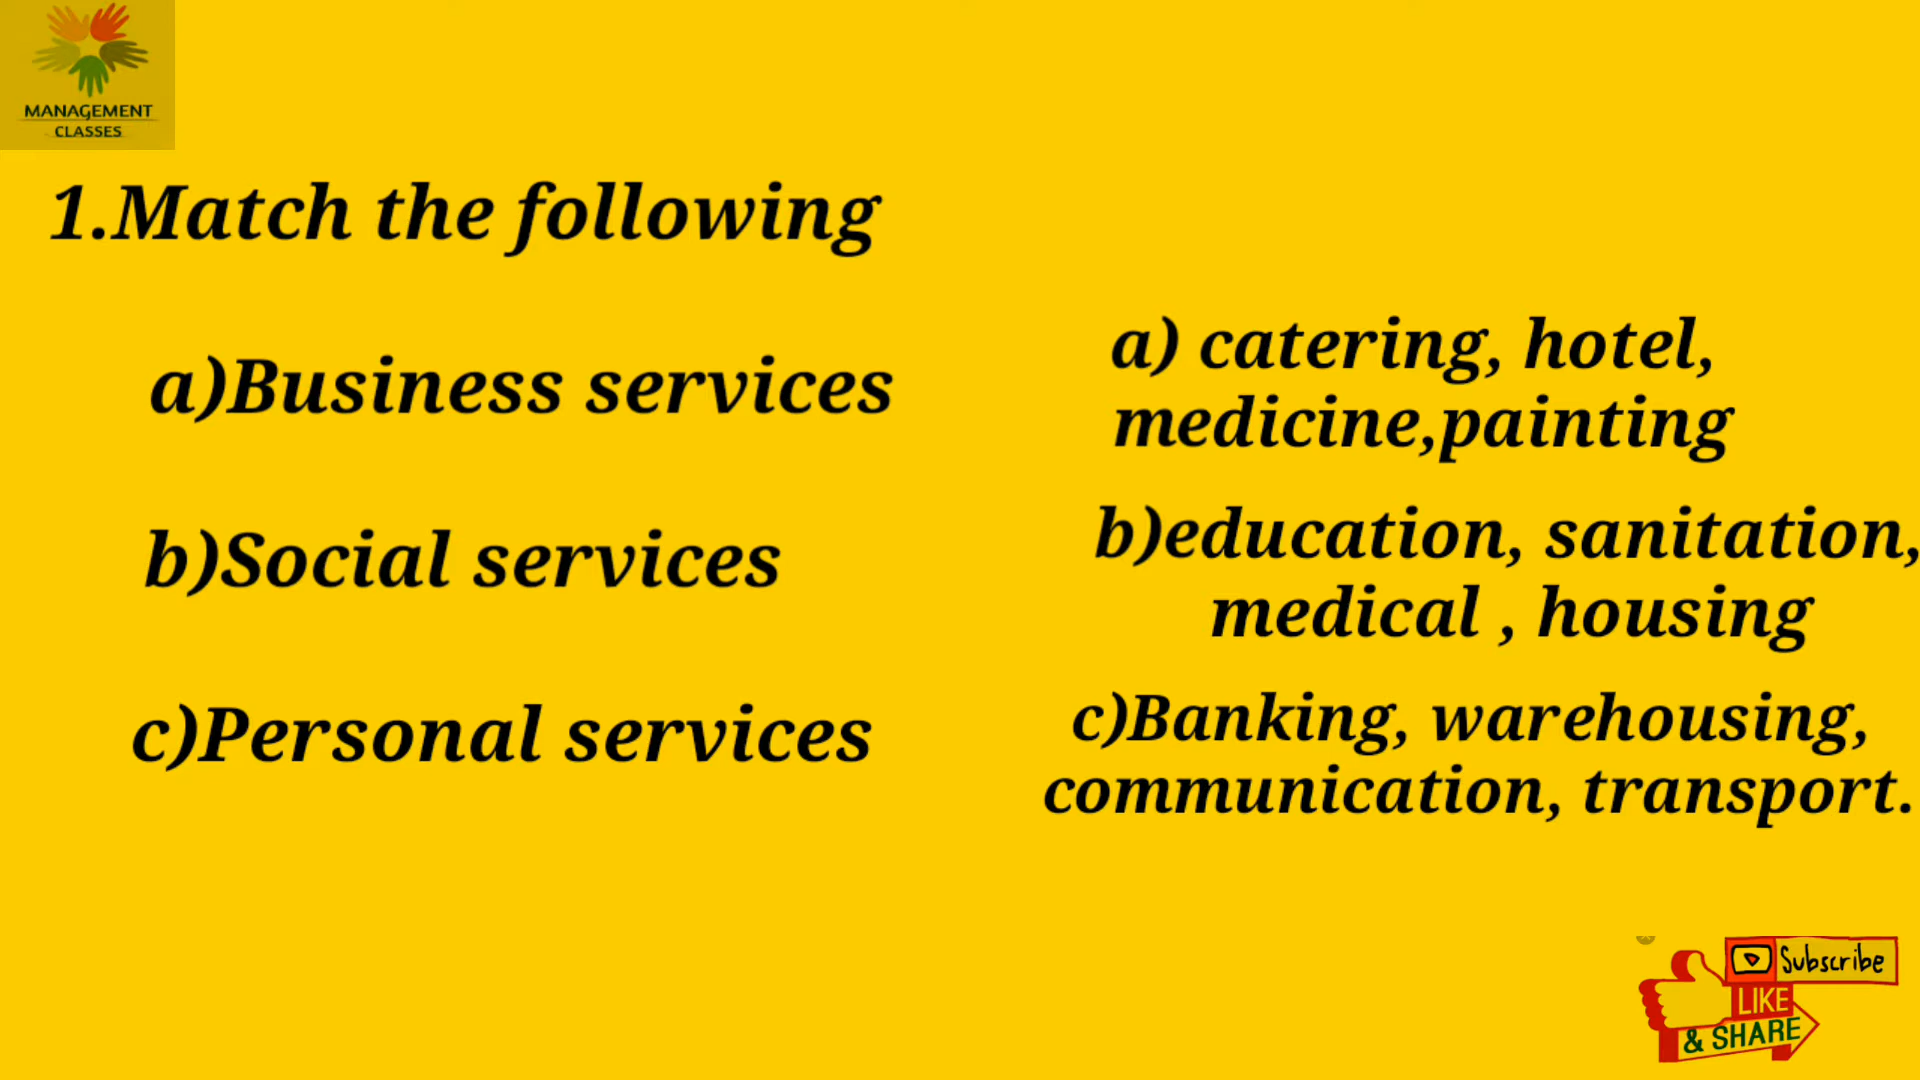 MANAGEMENT
CLASSES
1.Match the following
a)Business services
b)Social services
c)Personal services
a) catering, hotel,
medicine,painting
b)education, sanitation,
medical , housing
c)Banking, warehousing,
communication, transport.
Subscribe
LIKE
& SHARE